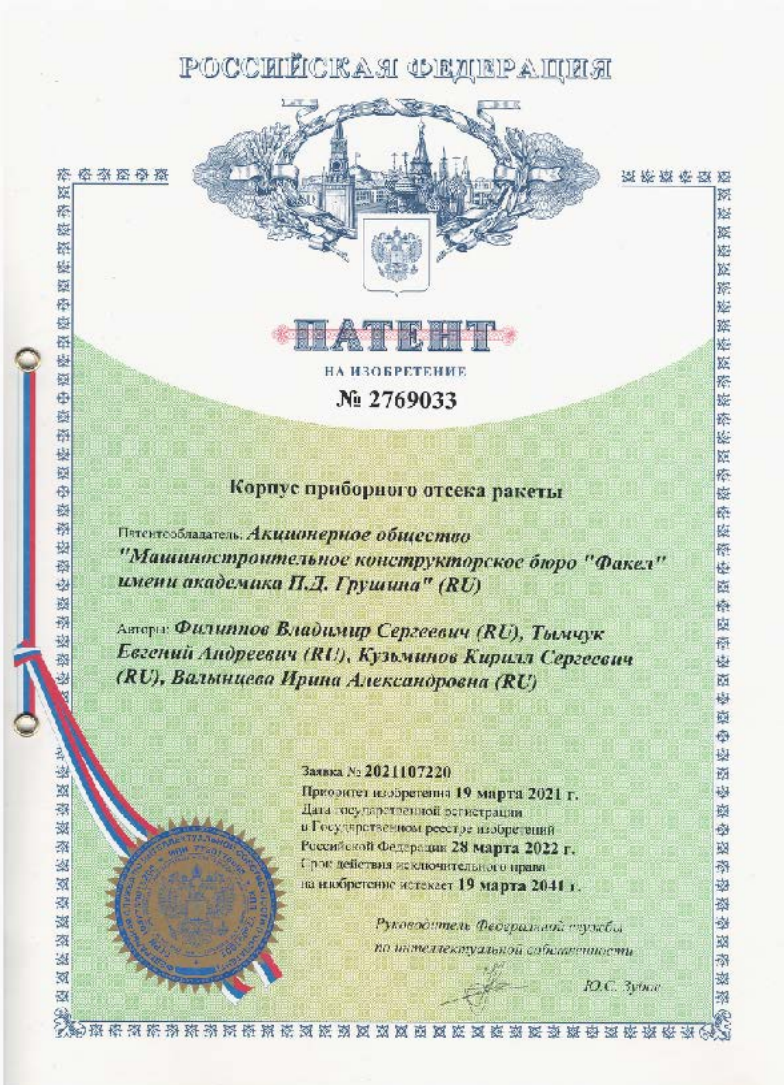 РОССИЙСКАЯ ФЕДЕРАЦИЯ
ПАТЕНТ
НА ИЗОБРЕТЕНИЕ
№ 2769033
Корпус приборного отсека ракеты
Патентообладатель: Акционерное общество
"Машиностроительное конструкторское бюро "Факел"
имени академика П.Д. Грушина" (RU)
Авторы: Филиппов Владимир Сергеевич (RU), Тымчук
Евгений Андреевич (RU), Кузьминов Кирилл Сергеевич
(RU), Валынцева Ирина Александровна (RU)
Заявка № 2021107220
Приоритет изобретения 19 марта 2021 г.
Дата государственной регистрации
в Государственном реестре изобретений
Российской Федерации 28 марта 2022 г.
Срок действия исключительного права
на изобретение истекает 19 марта 2041 г.
Руководитель Федеральной службы
по интеллектуальной собственности
Ю.С. Зубов